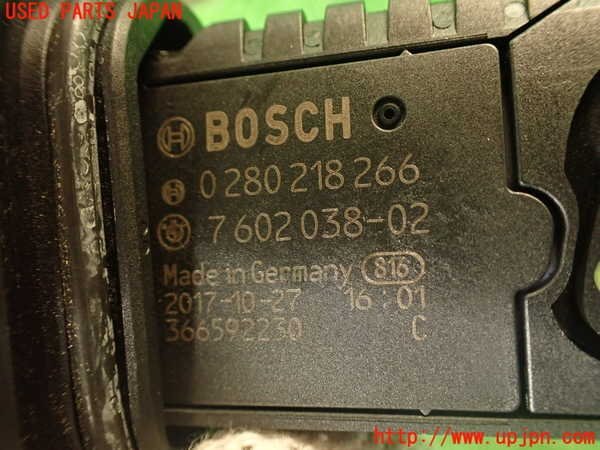 USED PARTS JAPAN
BOSCH
0 280 218 266
7 602 038-02
Made in Germany 816
2017-10-27 16:01
366592230 C
UPJ
http://www.upjpn.com/